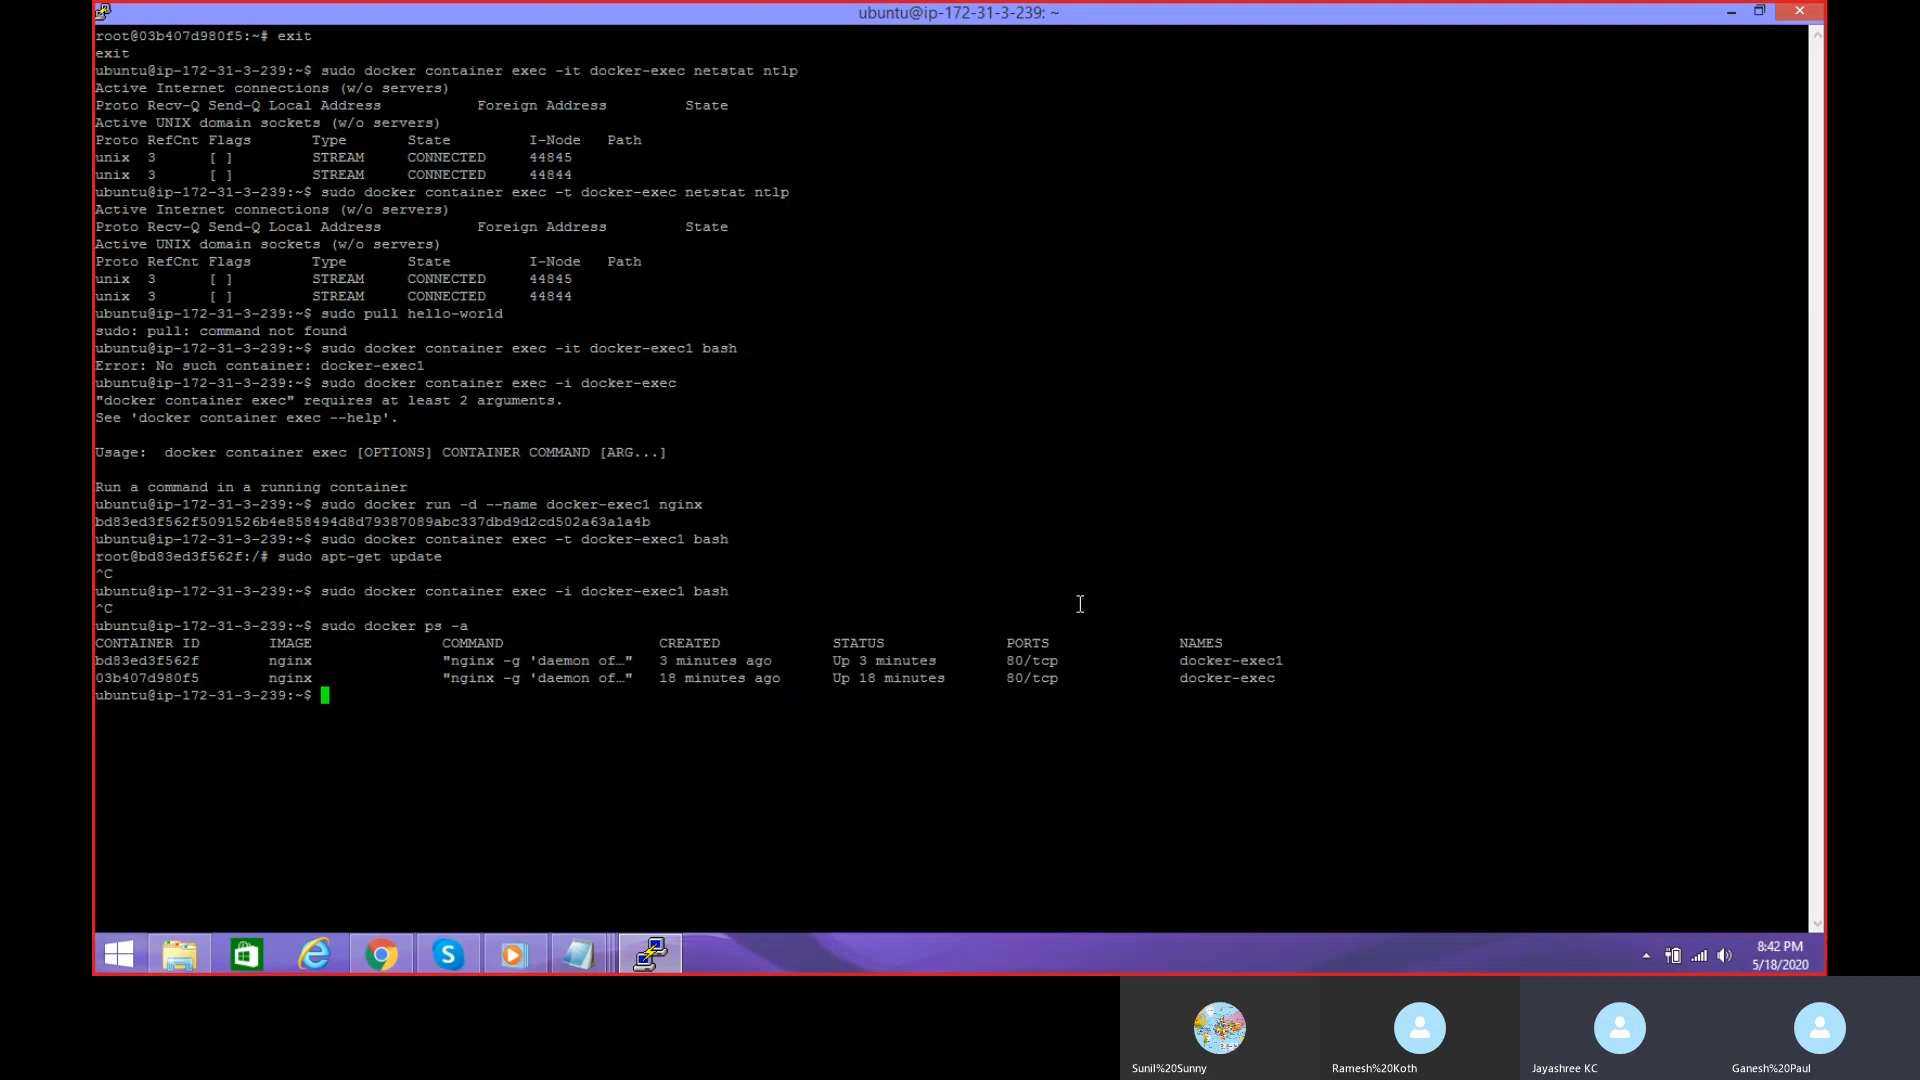 ubuntu@ip-172-31-3-239: ~
root@03b407d980f5:~# exit
exit
ubuntu@ip-172-31-3-239:~$ sudo docker container exec -it docker-exec netstat ntlp
Active Internet connections (w/o servers)
Proto Recv-Q Send-Q Local Address           Foreign Address         State
Active UNIX domain sockets (w/o servers)
Proto RefCnt Flags       Type       State         I-Node   Path
unix  3      [ ]         STREAM     CONNECTED     44845
unix  3      [ ]         STREAM     CONNECTED     44844
ubuntu@ip-172-31-3-239:~$ sudo docker container exec -t docker-exec netstat ntlp
Active Internet connections (w/o servers)
Proto Recv-Q Send-Q Local Address           Foreign Address         State
Active UNIX domain sockets (w/o servers)
Proto RefCnt Flags       Type       State         I-Node   Path
unix  3      [ ]         STREAM     CONNECTED     44845
unix  3      [ ]         STREAM     CONNECTED     44844
ubuntu@ip-172-31-3-239:~$ sudo pull hello-world
sudo: pull: command not found
ubuntu@ip-172-31-3-239:~$ sudo docker container exec -it docker-exec1 bash
Error: No such container: docker-exec1
ubuntu@ip-172-31-3-239:~$ sudo docker container exec -i docker-exec
"docker container exec" requires at least 2 arguments.
See 'docker container exec --help'.
Usage:  docker container exec [OPTIONS] CONTAINER COMMAND [ARG...]
Run a command in a running container
ubuntu@ip-172-31-3-239:~$ sudo docker run -d --name docker-exec1 nginx
bd83ed3f562f5091526b4e858494d8d79387089abc337dbd9d2cd502a63a1a4b
ubuntu@ip-172-31-3-239:~$ sudo docker container exec -t docker-exec1 bash
root@bd83ed3f562f:/# sudo apt-get update
^C
ubuntu@ip-172-31-3-239:~$ sudo docker container exec -i docker-exec1 bash
^C
ubuntu@ip-172-31-3-239:~$ sudo docker ps -a
CONTAINER ID        IMAGE               COMMAND                  CREATED             STATUS              PORTS               NAMES
bd83ed3f562f        nginx               "nginx -g 'daemon of…"   3 minutes ago       Up 3 minutes        80/tcp              docker-exec1
03b407d980f5        nginx               "nginx -g 'daemon of…"   18 minutes ago      Up 18 minutes       80/tcp              docker-exec
ubuntu@ip-172-31-3-239:~$
8:42 PM
5/18/2020
Sunil%20Sunny
Ramesh%20Koth
Jayashree KC
Ganesh%20Paul